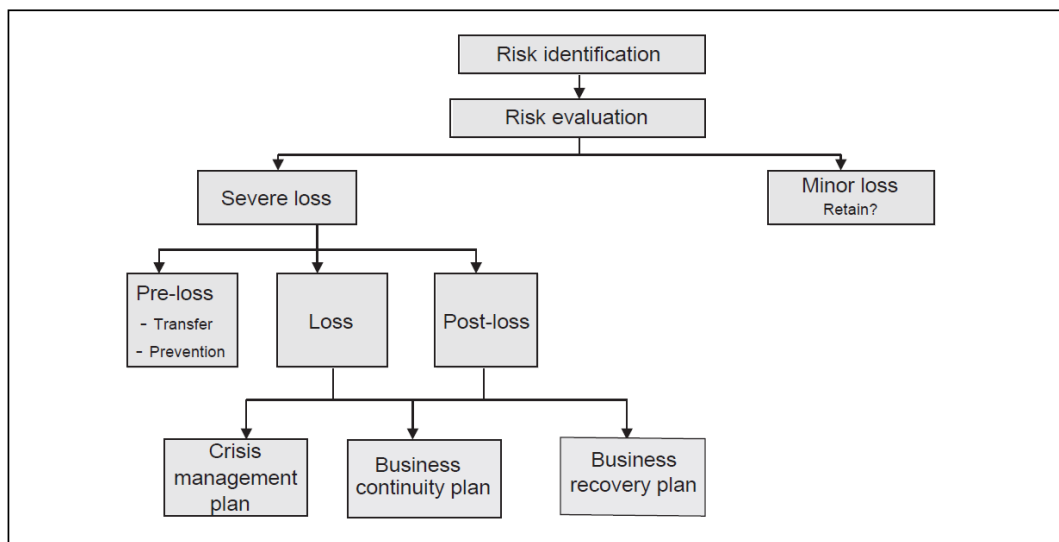 Risk identification
Risk evaluation
Severe loss
Minor loss
Retain?
Pre-loss
- Transfer
- Prevention
Loss
Post-loss
Crisis
management
plan
Business
continuity plan
Business
recovery plan